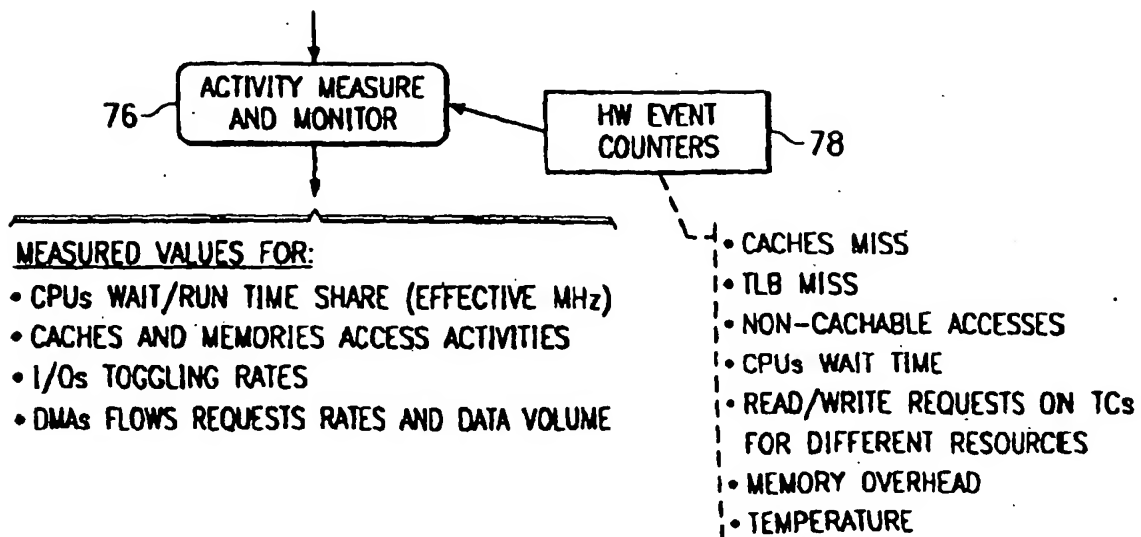 ACTIVITY MEASURE
AND MONITOR
76
HW EVENT
COUNTERS
78
MEASURED VALUES FOR:
• CPUs WAIT/RUN TIME SHARE (EFFECTIVE MHz)
• CACHES AND MEMORIES ACCESS ACTIVITIES
• I/Os TOGGLING RATES
• DMAs FLOWS REQUESTS RATES AND DATA VOLUME
• CACHES MISS
• TLB MISS
• NON-CACHABLE ACCESSES
• CPUs WAIT TIME
• READ/WRITE REQUESTS ON TCs
FOR DIFFERENT RESOURCES
• MEMORY OVERHEAD
• TEMPERATURE